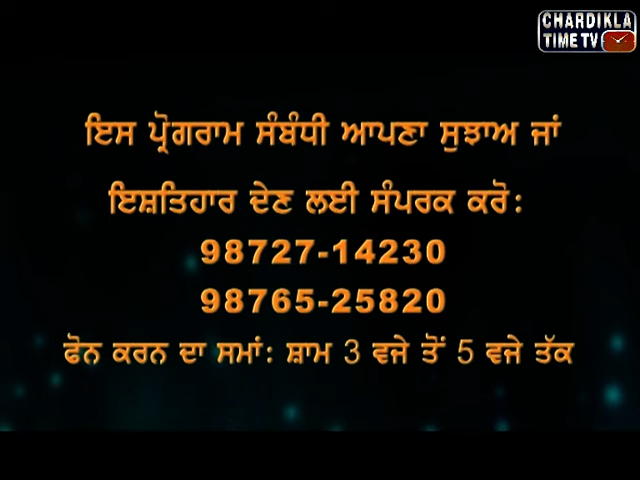 CHARDIKLA
TIME TV
ਇਸ ਪ੍ਰੋਗਰਾਮ ਸੰਬੰਧੀ ਆਪਣਾ ਸੁਝਾਅ ਜਾਂ
ਇਸ਼ਤਿਹਾਰ ਦੇਣ ਲਈ ਸੰਪਰਕ ਕਰੋ:
98727-14230
98765-25820
ਫੋਨ ਕਰਨ ਦਾ ਸਮਾਂ: ਸ਼ਾਮ 3 ਵਜੇ ਤੋਂ 5 ਵਜੇ ਤੱਕ